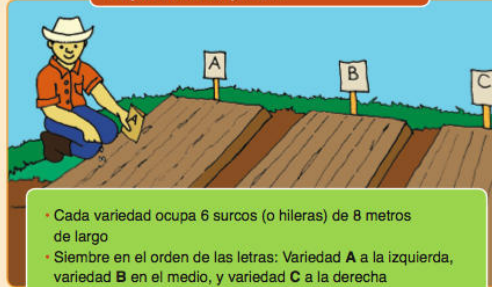 A
B
C
A
• Cada variedad ocupa 6 surcos (o hileras) de 8 metros
de largo
• Siembre en el orden de las letras: Variedad A a la izquierda,
variedad B en el medio, y variedad C a la derecha